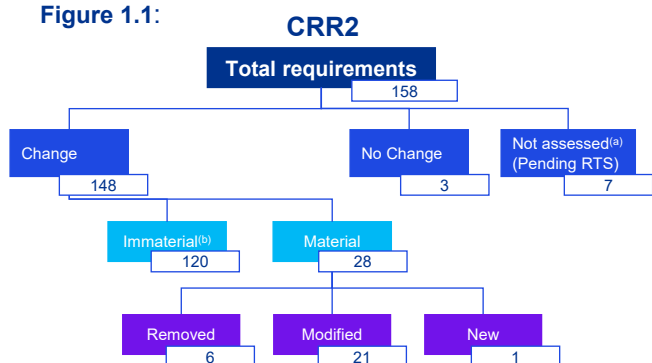 Figure 1.1:
CRR2
Total requirements
158
Change
148
No Change
3
Not assessed(a)
(Pending RTS)
7
Immaterial(b)
120
Material
28
Removed
6
Modified
21
New
1